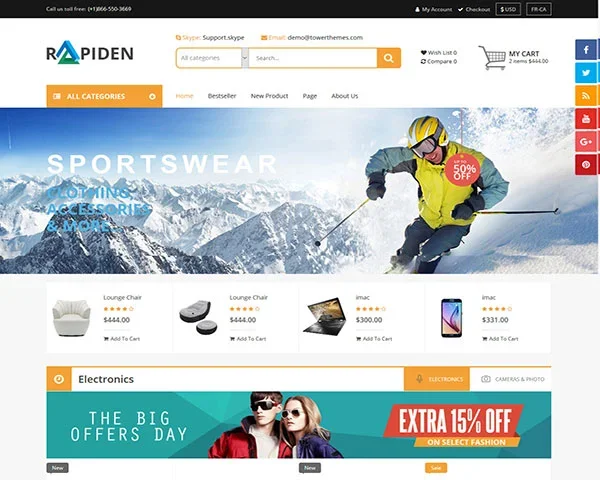 Call us toll free: (+1)866-550-3669
My Account
Checkout
$ USD
FR-CA
RAPIDEN
Skype: Support.skype
Email: demo@towerthemes.com
All categories
Search...
Wish List 0
Compare 0
MY CART
2 items $444.00
ALL CATEGORIES
Home
Bestseller
New Product
Page
About Us
SPORTSWEAR
CLOTHING
ACCESSORIES
& MORE
up to
50%
OFF
Lounge Chair
$444.00
Add To Cart
Lounge Chair
$444.00
Add To Cart
imac
$300.00
Add To Cart
imac
$331.00
Add To Cart
Electronics
ELECYRONICS
CAMERAS & PHOTO
THE BIG
OFFERS DAY
EXTRA 15% OFF
ON SELECT FASHION
New
New
Sale